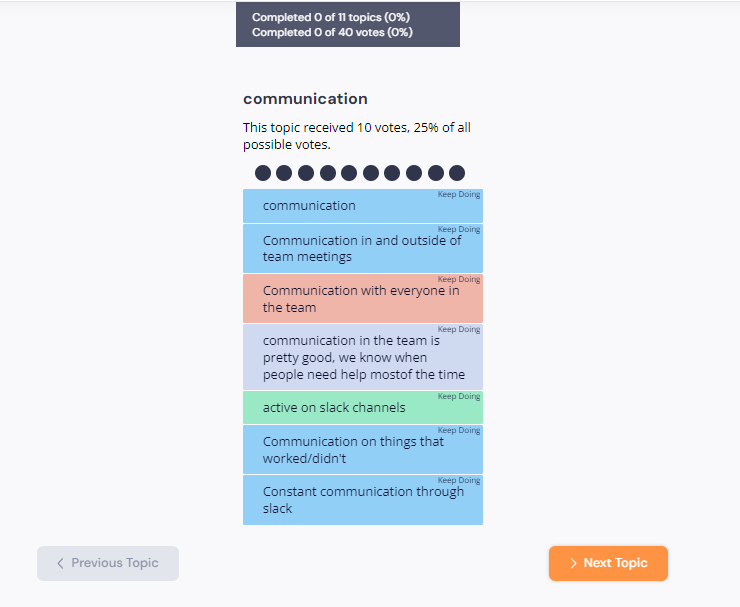 Completed 0 of 11 topics (0%)
Completed 0 of 40 votes (0%)
communication
This topic received 10 votes, 25% of all
possible votes.
Keep Doing
communication
Keep Doing
Communication in and outside of
team meetings
Keep Doing
Communication with everyone in
the team
Keep Doing
communication in the team is
pretty good, we know when
people need help mostof the time
Keep Doing
active on slack channels
Keep Doing
Communication on things that
worked/didn't
Keep Doing
Constant communication through
slack
Previous Topic
Next Topic